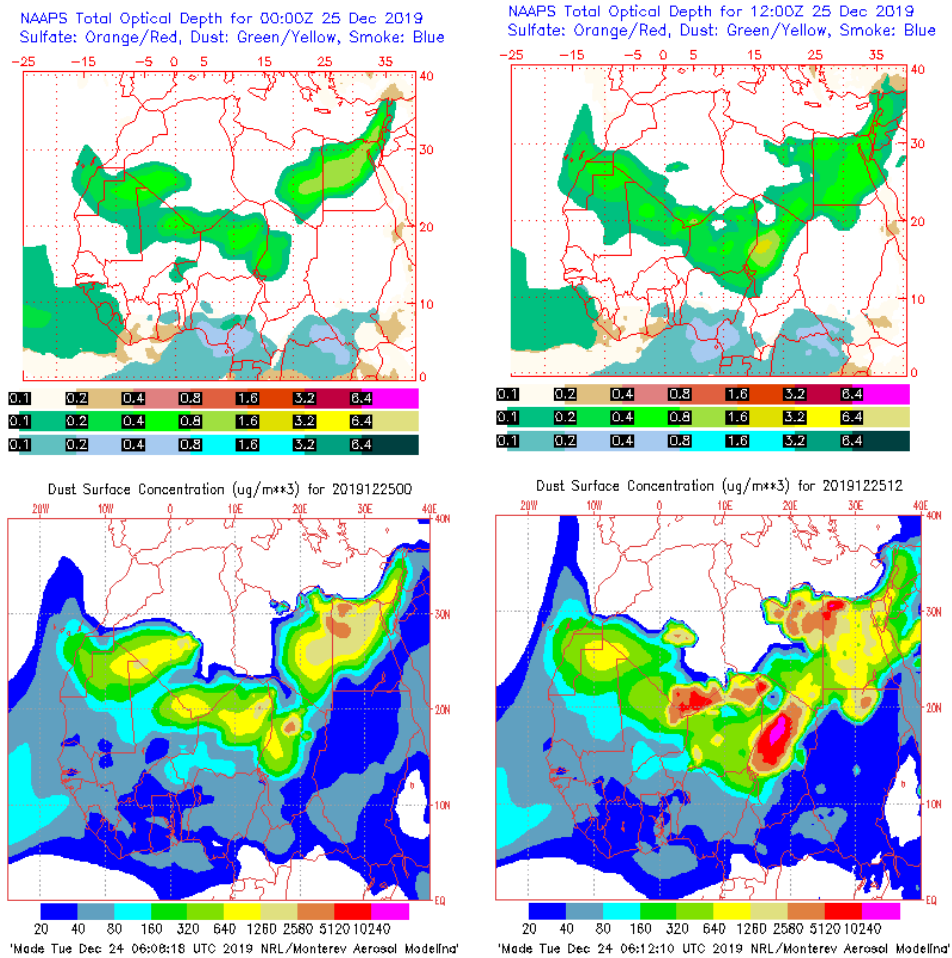 NAAPS Total Optical Depth for 00:00Z 25 Dec 2019
Sulfate: Orange/Red, Dust: Green/Yellow, Smoke: Blue
-25 -15 -5 0 5 15 25 35
40
30
20
10
0
0.1 0.2 0.4 0.8 1.6 3.2 6.4
0.1 0.2 0.4 0.8 1.6 3.2 6.4
0.1 0.2 0.4 0.8 1.6 3.2 6.4
NAAPS Total Optical Depth for 12:00Z 25 Dec 2019
Sulfate: Orange/Red, Dust: Green/Yellow, Smoke: Blue
-25 -15 -5 0 5 15 25 35
40
30
20
10
0
0.1 0.2 0.4 0.8 1.6 3.2 6.4
0.1 0.2 0.4 0.8 1.6 3.2 6.4
0.1 0.2 0.4 0.8 1.6 3.2 6.4
Dust Surface Concentration (ug/m**3) for 2019122500
20W 10W 0 10E 20E 30E 40E
40N
30N
20N
10N
EQ
20 40 80 160 320 640 1260 2580 5120 10240
'Made Tue Dec 24 06:08:18 UTC 2019 NRL/Monterey Aerosol Modeling'
Dust Surface Concentration (ug/m**3) for 2019122512
20W 10W 0 10E 20E 30E 40E
40N
30N
20N
10N
EQ
20 40 80 160 320 640 1260 2580 5120 10240
'Made Tue Dec 24 06:12:10 UTC 2019 NRL/Monterey Aerosol Modeling'